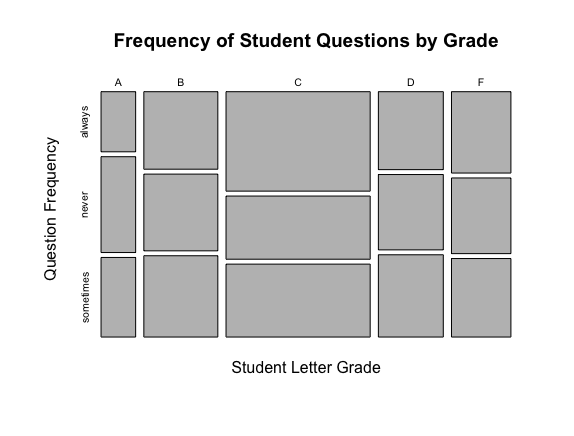 Frequency of Student Questions by Grade
A B C D F
always
never
sometimes
Question Frequency
Student Letter Grade